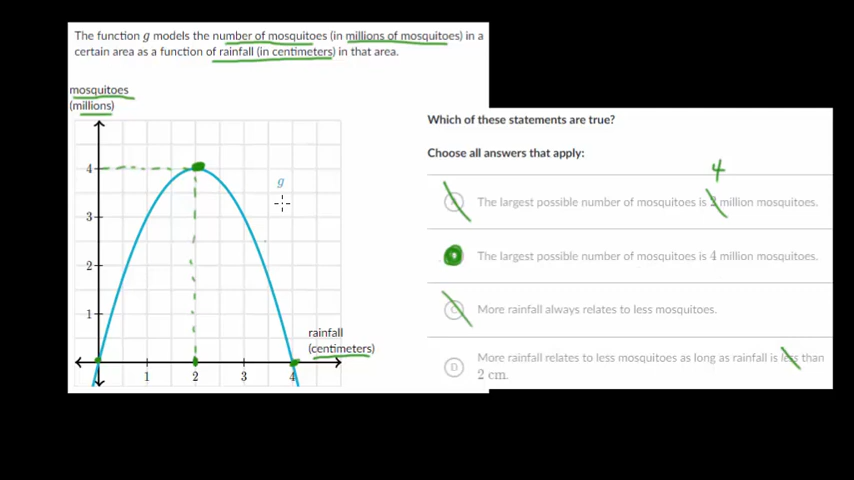 The function g models the number of mosquitoes (in millions of mosquitoes) in a
certain area as a function of rainfall (in centimeters) in that area.
mosquitoes
(millions)
4
3
2
1
g
rainfall
(centimeters)
1 2 3 4
Which of these statements are true?
Choose all answers that apply:
4
The largest possible number of mosquitoes is million mosquitoes.
The largest possible number of mosquitoes is 4 million mosquitoes.
C More rainfall always relates to less mosquitoes.
D More rainfall relates to less mosquitoes as long as rainfall is less than
2 cm.